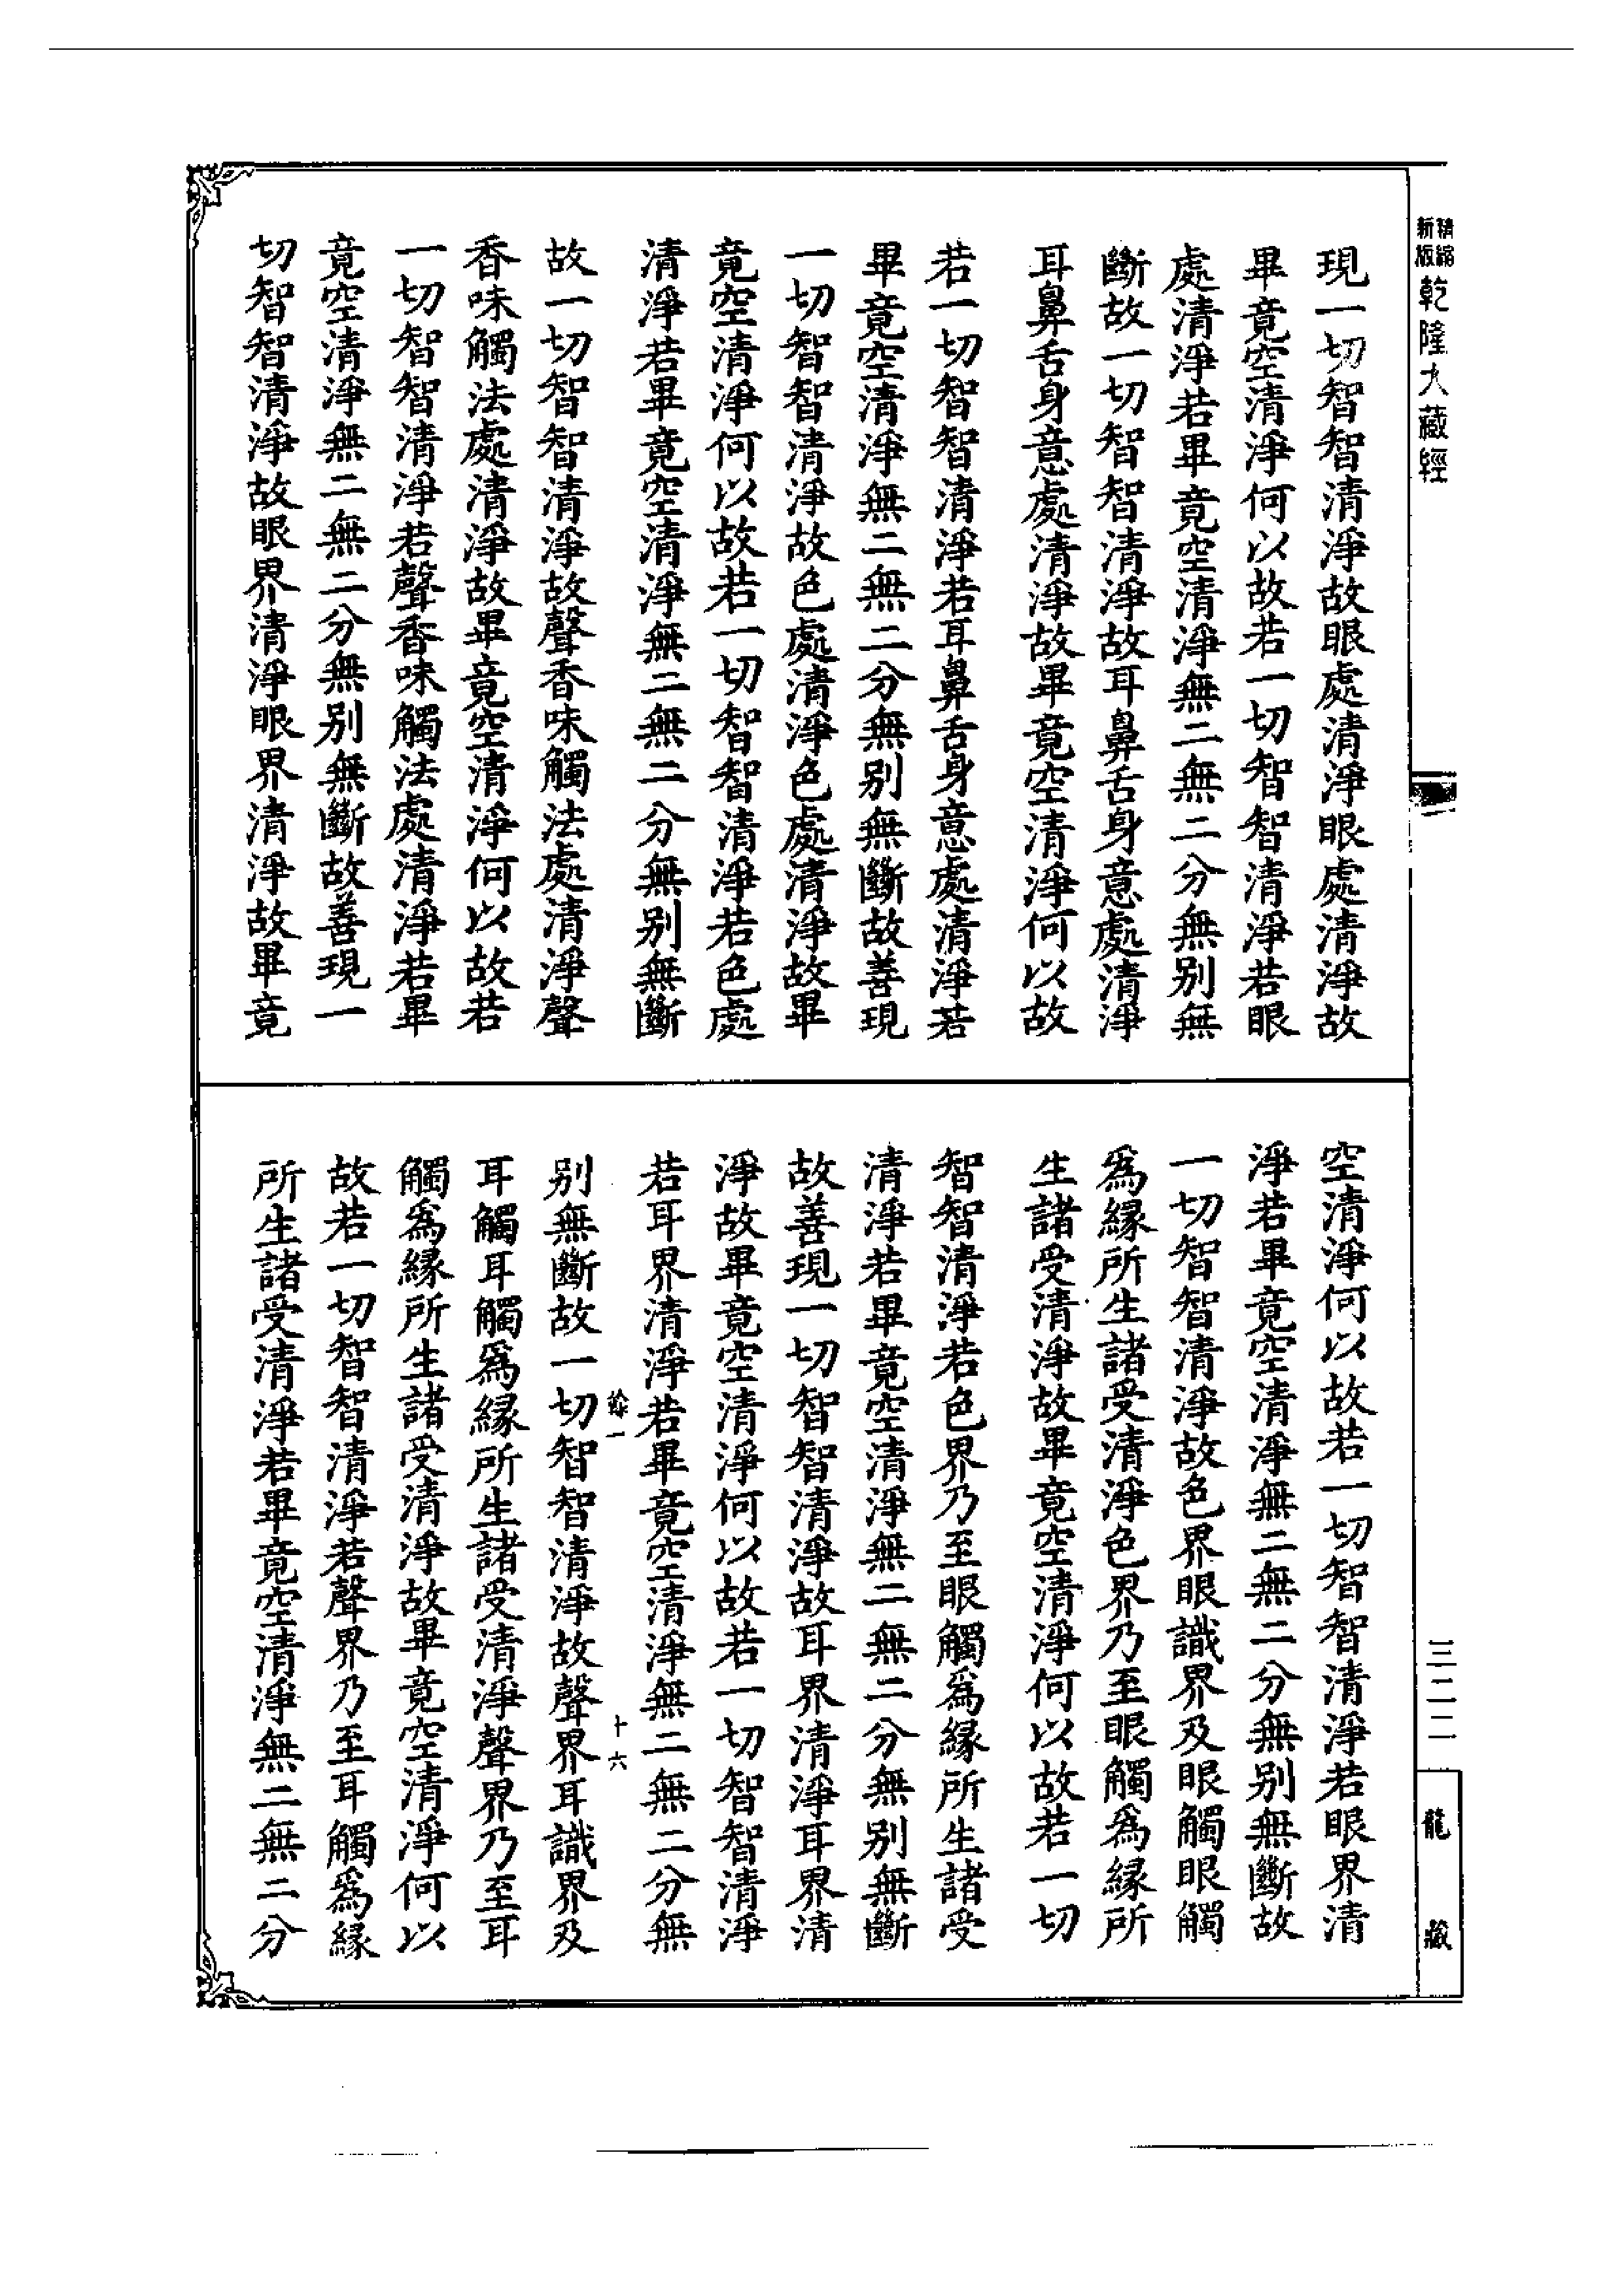 新版精縮
乾隆大藏經
現一切智智清淨故眼處清淨眼處清淨故
畢竟空清淨何以故若一切智智清淨若眼
處清淨若畢竟空清淨無二無二分無別無
斷故一切智智清淨故耳鼻舌身意處清淨
耳鼻舌身意處清淨故畢竟空清淨何以故
若一切智智清淨若耳鼻舌身意處清淨若
畢竟空清淨無二無二分無別無斷故善現
一切智智清淨故色處清淨色處清淨故畢
竟空清淨何以故若一切智智清淨若色處
清淨若畢竟空清淨無二無二分無別無斷
故一切智智清淨故聲香味觸法處清淨聲
香味觸法處清淨故畢竟空清淨何以故若
一切智智清淨若聲香味觸法處清淨若畢
竟空清淨無二無二分無別無斷故善現一
切智智清淨故眼界清淨眼界清淨故畢竟
空清淨何以故若一切智智清淨若眼界清
淨若畢竟空清淨無二無二分無別無斷故
一切智智清淨故色界眼識界及眼觸眼觸
爲緣所生諸受清淨色界乃至眼觸爲緣所
生諸受清淨故畢竟空清淨何以故若一切
智智清淨若色界乃至眼觸爲緣所生諸受
清淨若畢竟空清淨無二無二分無別無斷
故善現一切智智清淨故耳界清淨耳界清
淨故畢竟空清淨何以故若一切智智清淨
若耳界清淨若畢竟空清淨無二無二分無
十六
別無斷故一切智智清淨故聲界耳識界及
耳觸耳觸爲緣所生諸受清淨聲界乃至耳
觸爲緣所生諸受清淨故畢竟空清淨何以
故若一切智智清淨若聲界乃至耳觸爲緣
所生諸受清淨若畢竟空清淨無二無二分
三二二
龍藏